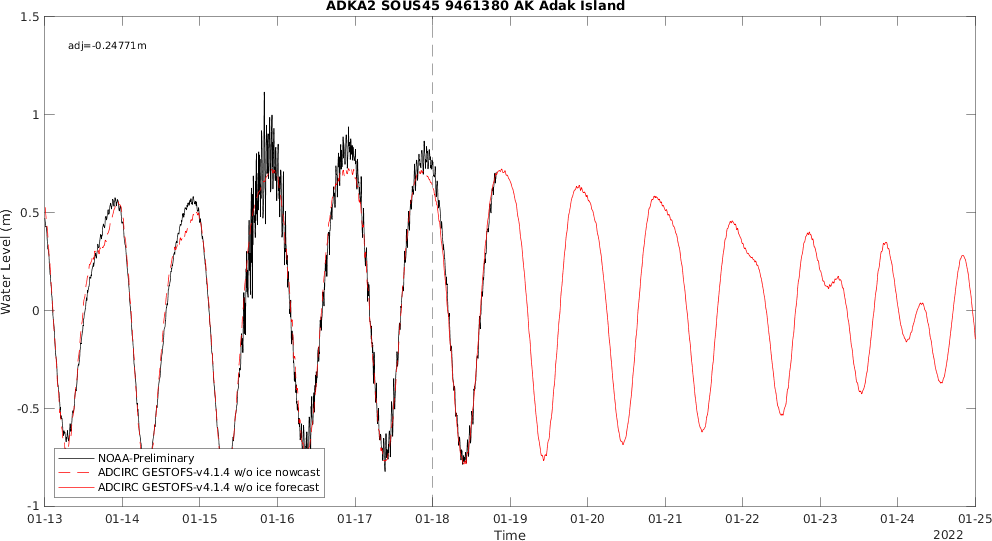 ADKA2 SOUS45 9461380 AK Adak Island
adj=-0.24771m
1.5
1
0.5
0
-0.5
-1
Water Level (m)
NOAA-Preliminary
ADCIRC GESTOFS-v4.1.4 w/o ice nowcast
ADCIRC GESTOFS-v4.1.4 w/o ice forecast
01-13 01-14 01-15 01-16 01-17 01-18 01-19 01-20 01-21 01-22 01-23 01-24 01-25
Time
2022